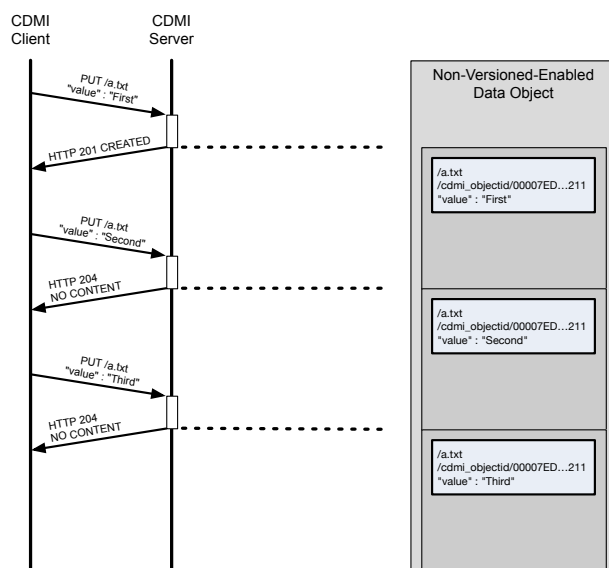 CDMI
Client
CDMI
Server
PUT /a.txt
"value" : "First"
HTTP 201 CREATED
PUT /a.txt
"value" : "Second"
HTTP 204
NO CONTENT
PUT /a.txt
"value" : "Third"
HTTP 204
NO CONTENT
Non-Versioned-Enabled
Data Object
/a.txt
/cdmi_objectid/00007ED…211
"value" : "First"
/a.txt
/cdmi_objectid/00007ED…211
"value" : "Second"
/a.txt
/cdmi_objectid/00007ED…211
"value" : "Third"